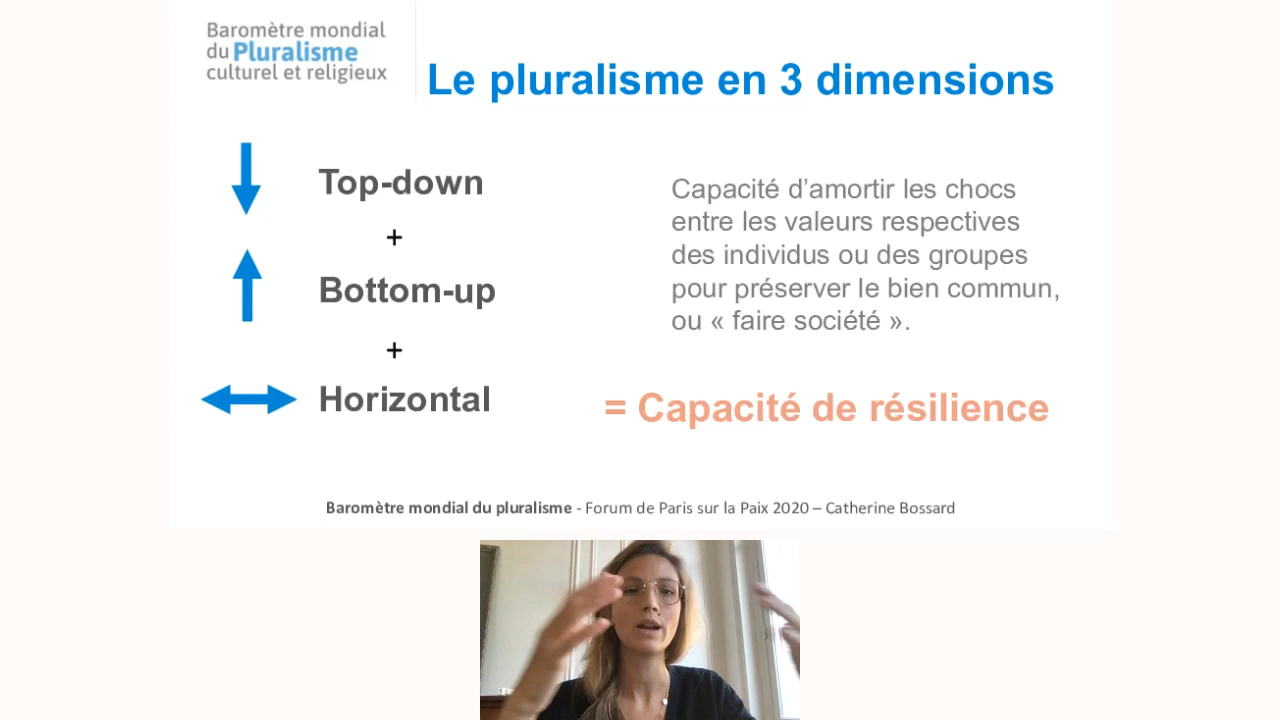 Baromètre mondial
du Pluralisme
culturel et religieux
Le pluralisme en 3 dimensions
Top-down
+
Bottom-up
+
Horizontal
Capacité d’amortir les chocs
entre les valeurs respectives
des individus ou des groupes
pour préserver le bien commun,
ou « faire société ».
= Capacité de résilience
Baromètre mondial du pluralisme - Forum de Paris sur la Paix 2020 – Catherine Bossard